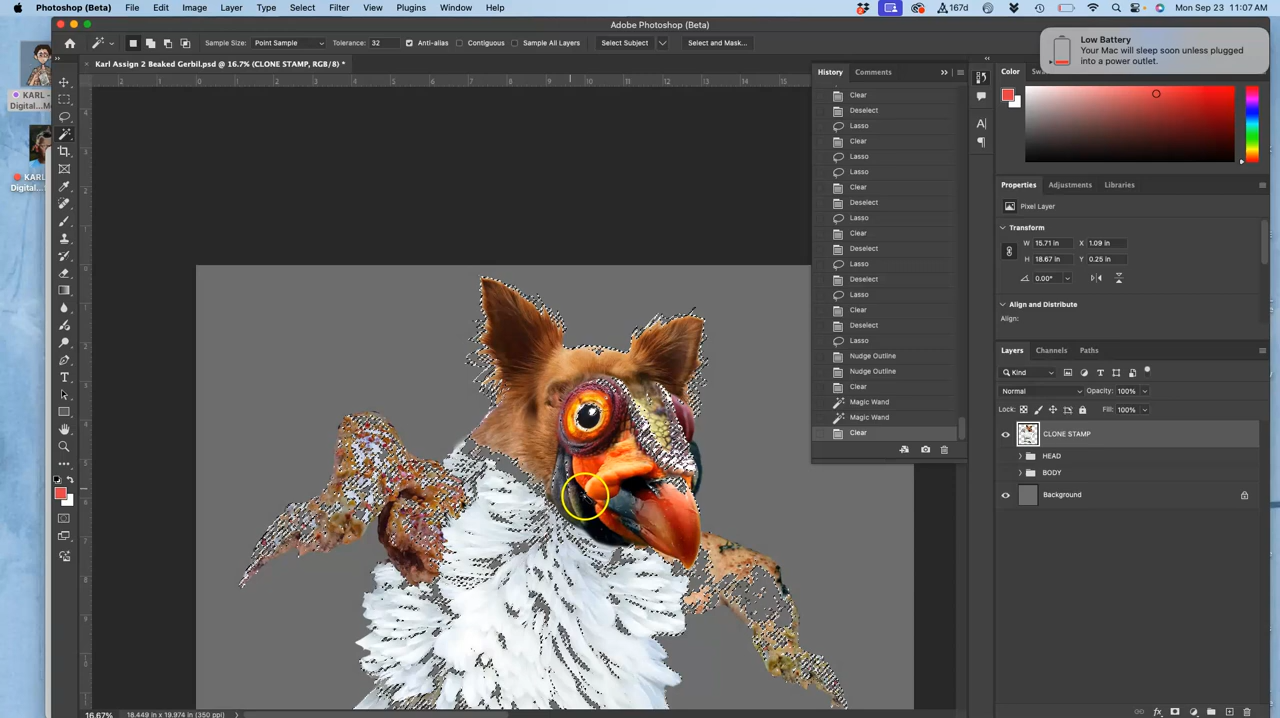 Photoshop (Beta) File Edit Image Layer Type Select Filter View Plugins Window Help 167d Mon Sep 23 11:07 AM
Adobe Photoshop (Beta)
Sample Size: Point Sample Tolerance: 32 Anti-alias Contiguous Sample All Layers Select Subject Select and Mask...
Low Battery
Your Mac will sleep soon unless plugged into a power outlet.
Karl Assign 2 Beaked Gerbil.psd @ 16.7% (CLONE STAMP, RGB/8) *
History Comments
Color
Clear
Deselect
Lasso
Clear
Lasso
Lasso
Clear
Deselect
Lasso
Clear
Deselect
Lasso
Deselect
Lasso
Clear
Deselect
Lasso
Nudge Outline
Nudge Outline
Clear
Magic Wand
Magic Wand
Clear
Properties Adjustments Libraries
Pixel Layer
Transform
W 15.71 in X 1.09 in
H 18.67 in Y 0.25 in
0.00°
Align and Distribute
Align:
Layers Channels Paths
Kind
Normal Opacity: 100%
Lock: Fill: 100%
CLONE STAMP
HEAD
BODY
Background
KARL -
Digital...
KARL
Digital...
16.67% 18.449 in x 19.974 in (350 ppi)